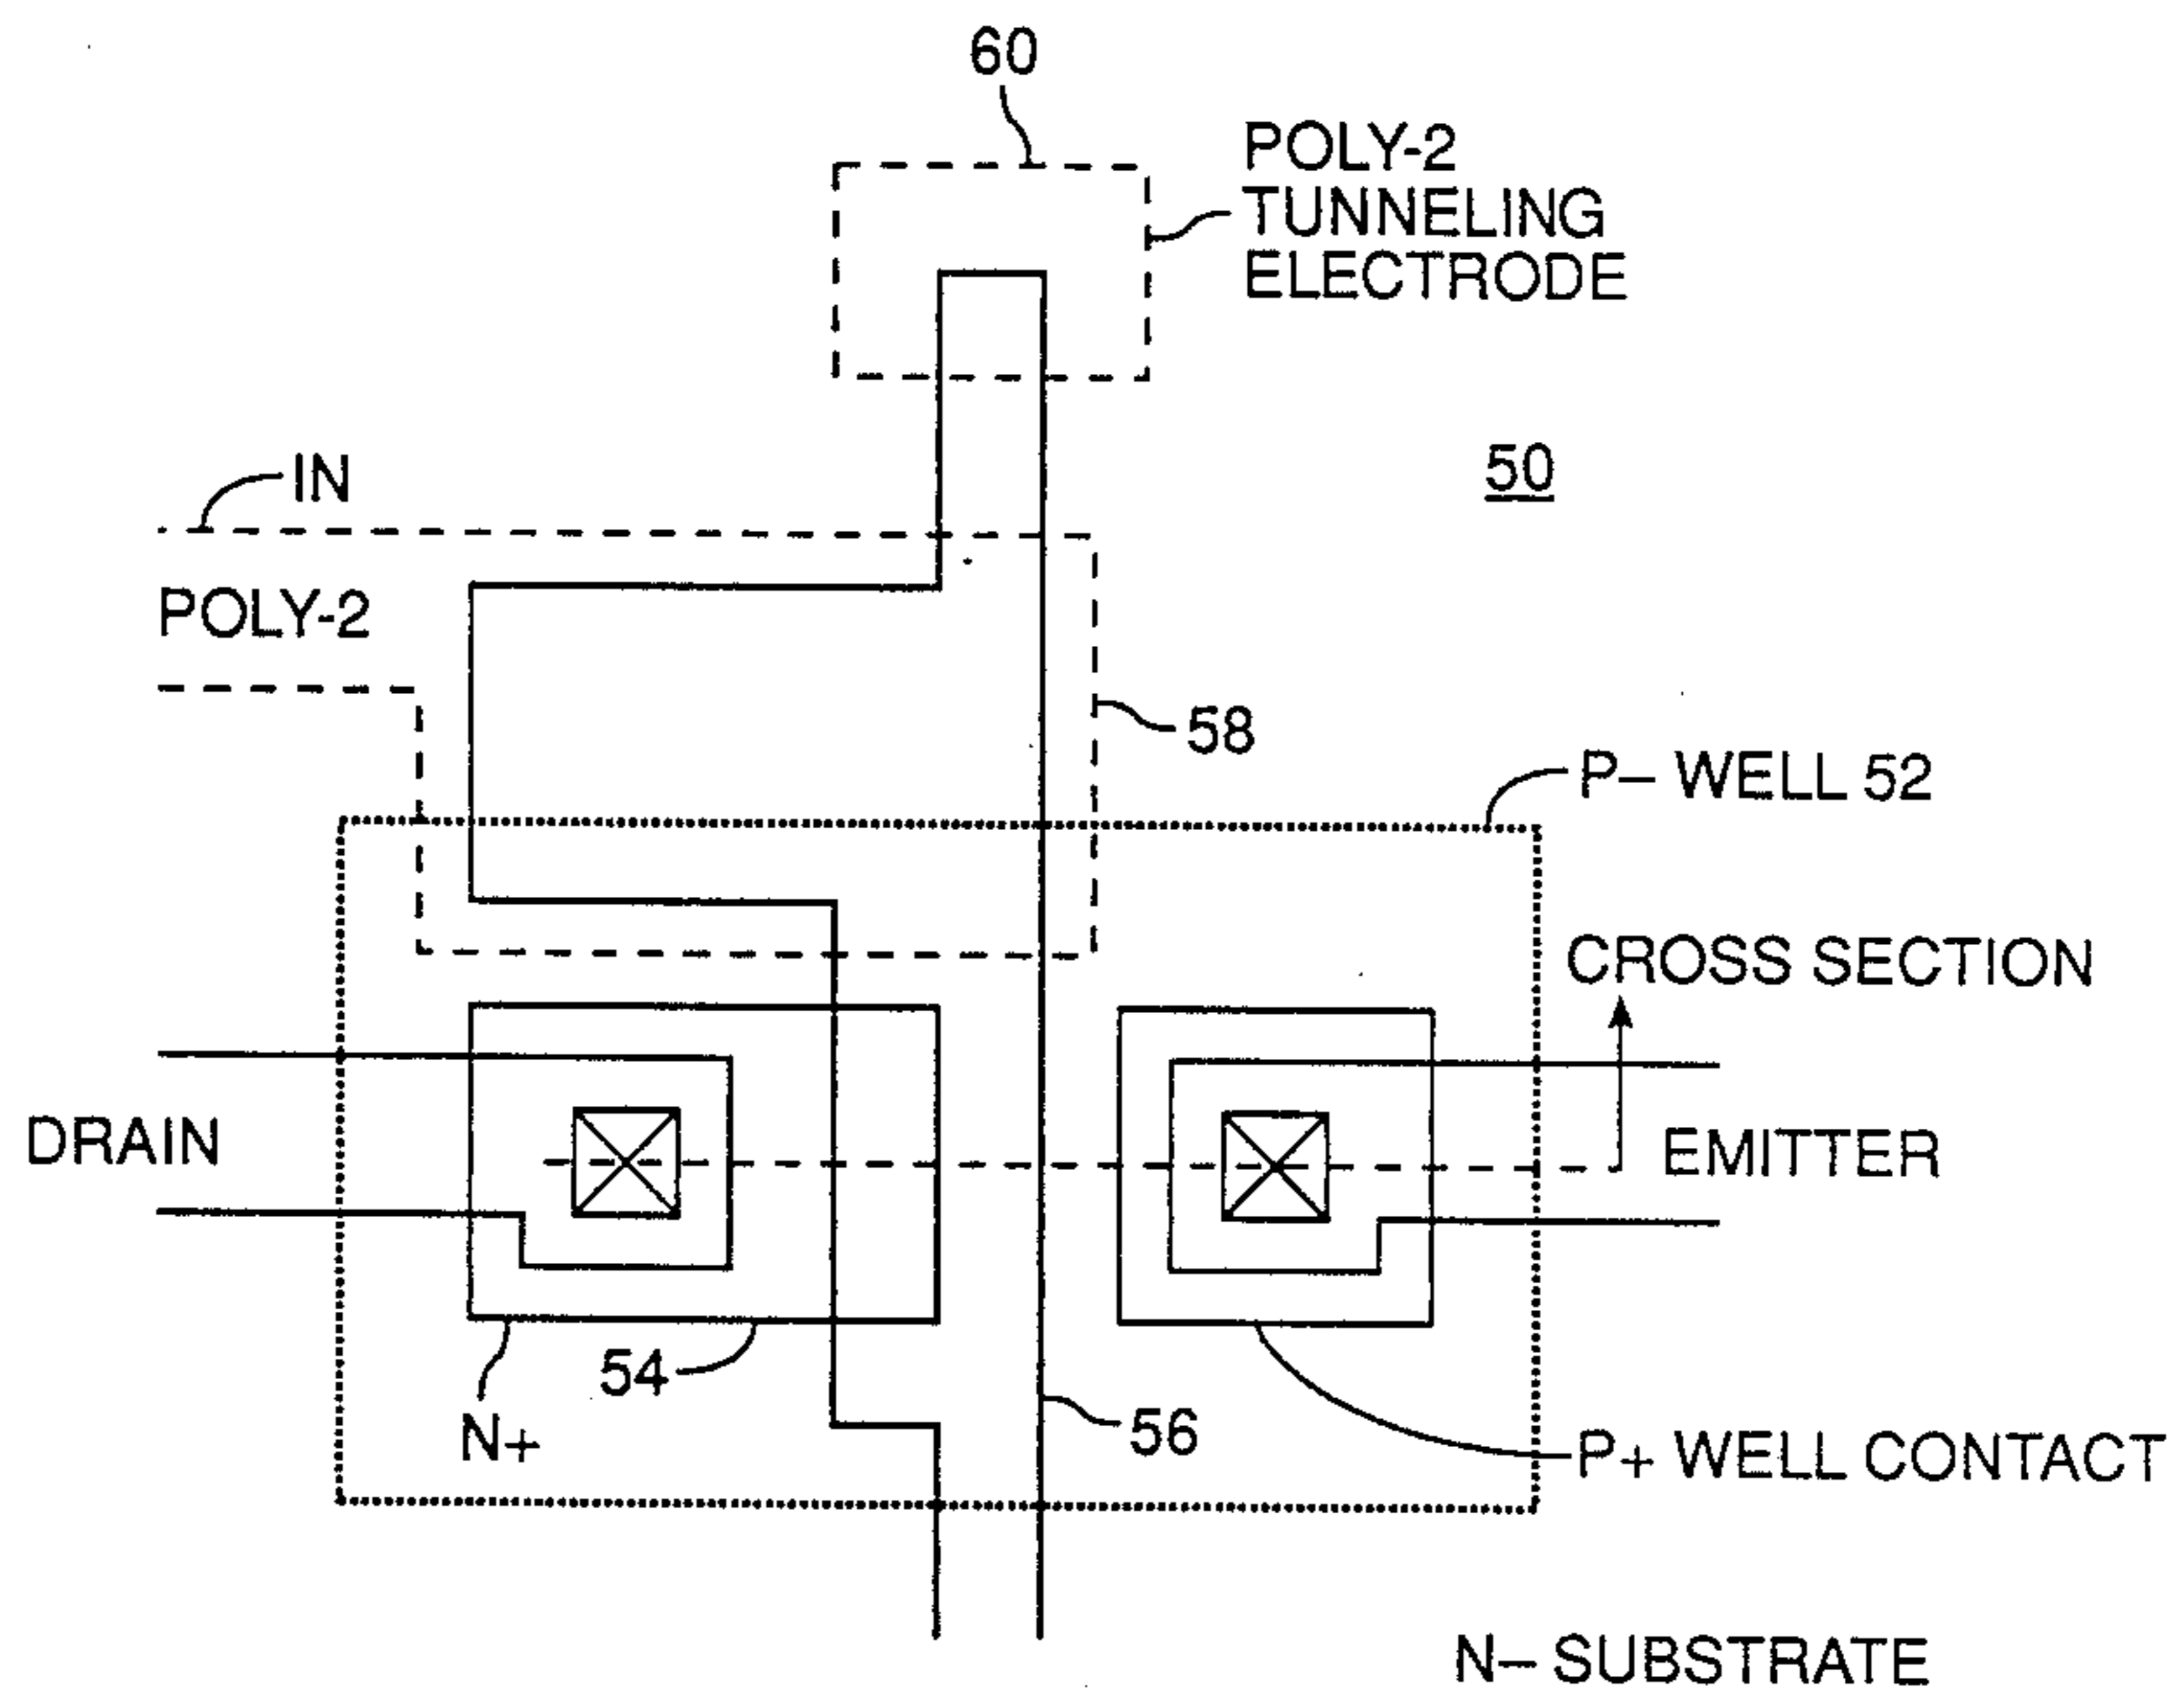 60
POLY-2
TUNNELING
ELECTRODE
IN
50
POLY-2
58
P– WELL 52
CROSS SECTION
DRAIN
EMITTER
54
N+
56
P+ WELL CONTACT
N– SUBSTRATE